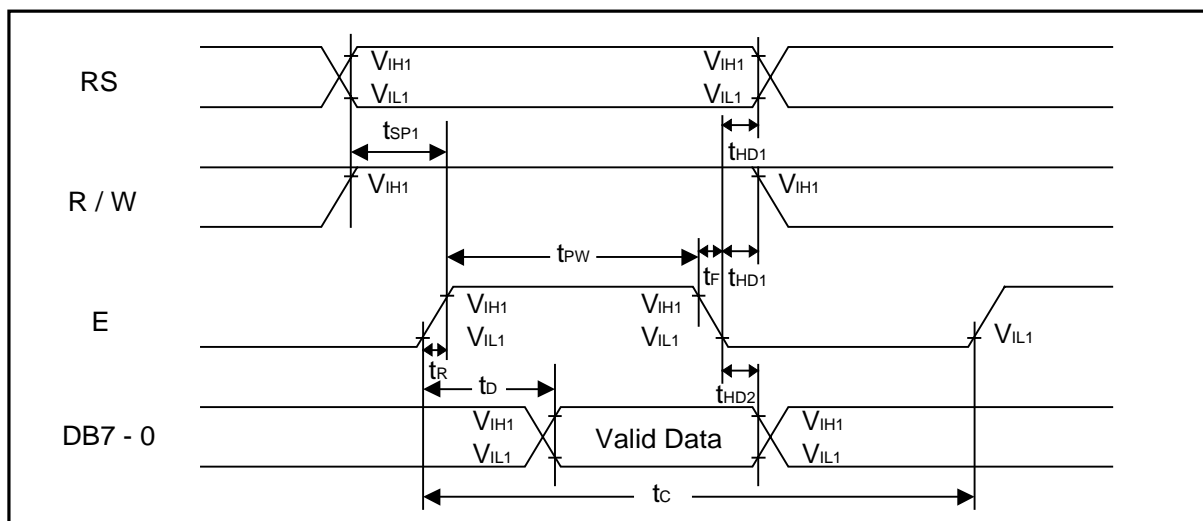 RS
VIH1
VIL1
VIH1
VIL1
tSP1
tHD1
R / W
VIH1
VIH1
tPW
tF
tHD1
E
VIH1
VIL1
VIH1
VIL1
VIL1
tR
tD
tHD2
DB7 - 0
VIH1
VIL1
Valid Data
VIH1
VIL1
tC